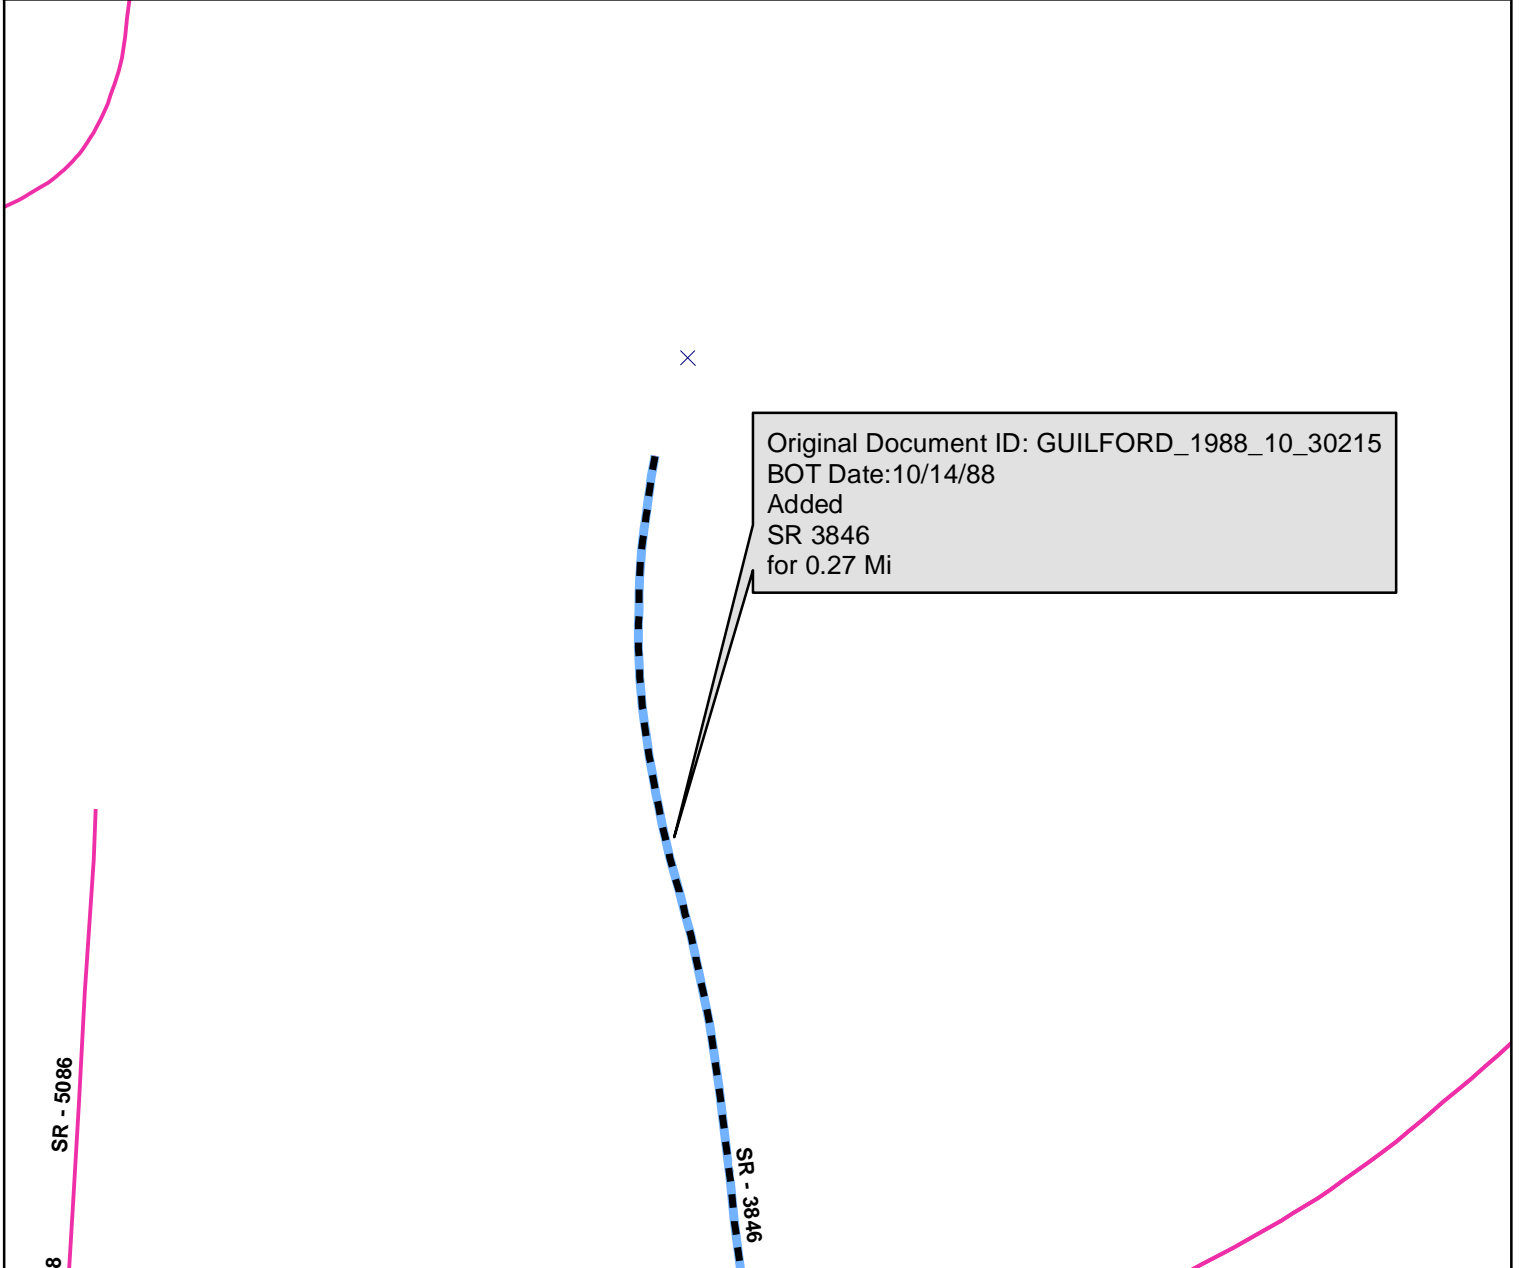 Original Document ID: GUILFORD_1988_10_30215
BOT Date:10/14/88
Added
SR 3846
for 0.27 Mi
SR - 5086
SR - 3846
8